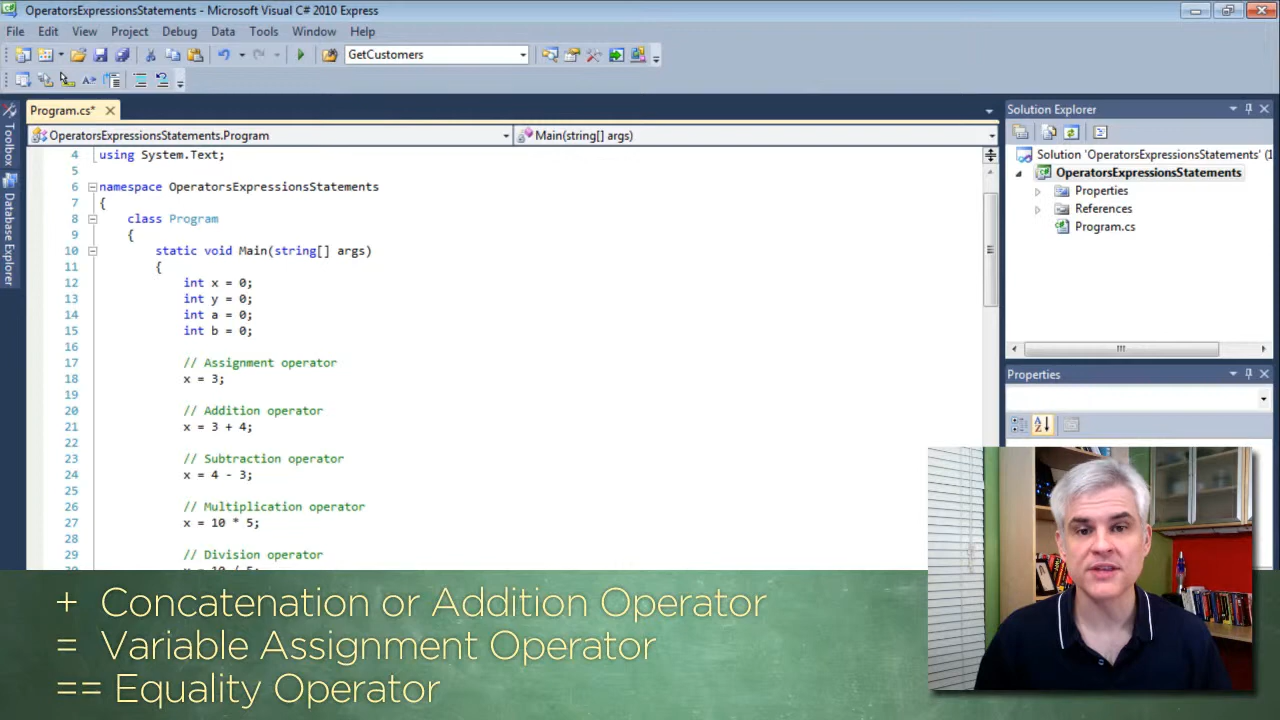 OperatorsExpressionsStatements - Microsoft Visual C# 2010 Express
File Edit View Project Debug Data Tools Window Help
GetCustomers
Program.cs*
Toolbox
Database Explorer
OperatorsExpressionsStatements.Program
Main(string[] args)
4 using System.Text;
5
6 namespace OperatorsExpressionsStatements
7 {
8 class Program
9 {
10 static void Main(string[] args)
11 {
12 int x = 0;
13 int y = 0;
14 int a = 0;
15 int b = 0;
16
17 // Assignment operator
18 x = 3;
19
20 // Addition operator
21 x = 3 + 4;
22
23 // Subtraction operator
24 x = 4 - 3;
25
26 // Multiplication operator
27 x = 10 * 5;
28
29 // Division operator
Solution Explorer
Solution 'OperatorsExpressionsStatements' (1
OperatorsExpressionsStatements
Properties
References
Program.cs
Properties
+ Concatenation or Addition Operator
= Variable Assignment Operator
== Equality Operator